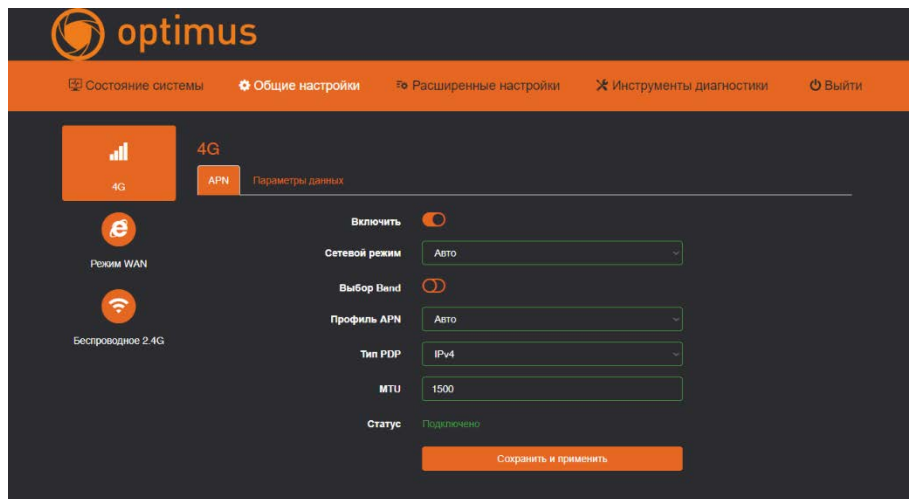 optimus
Состояние системы Общие настройки Расширенные настройки Инструменты диагностики Выйти
4G
4G
APN Параметры данных
Включить
Режим WAN
Сетевой режим Авто
Выбор Band
Беспроводное 2.4G
Профиль APN Авто
Тип PDP IPv4
MTU 1500
Статус Подключено
Сохранить и применить